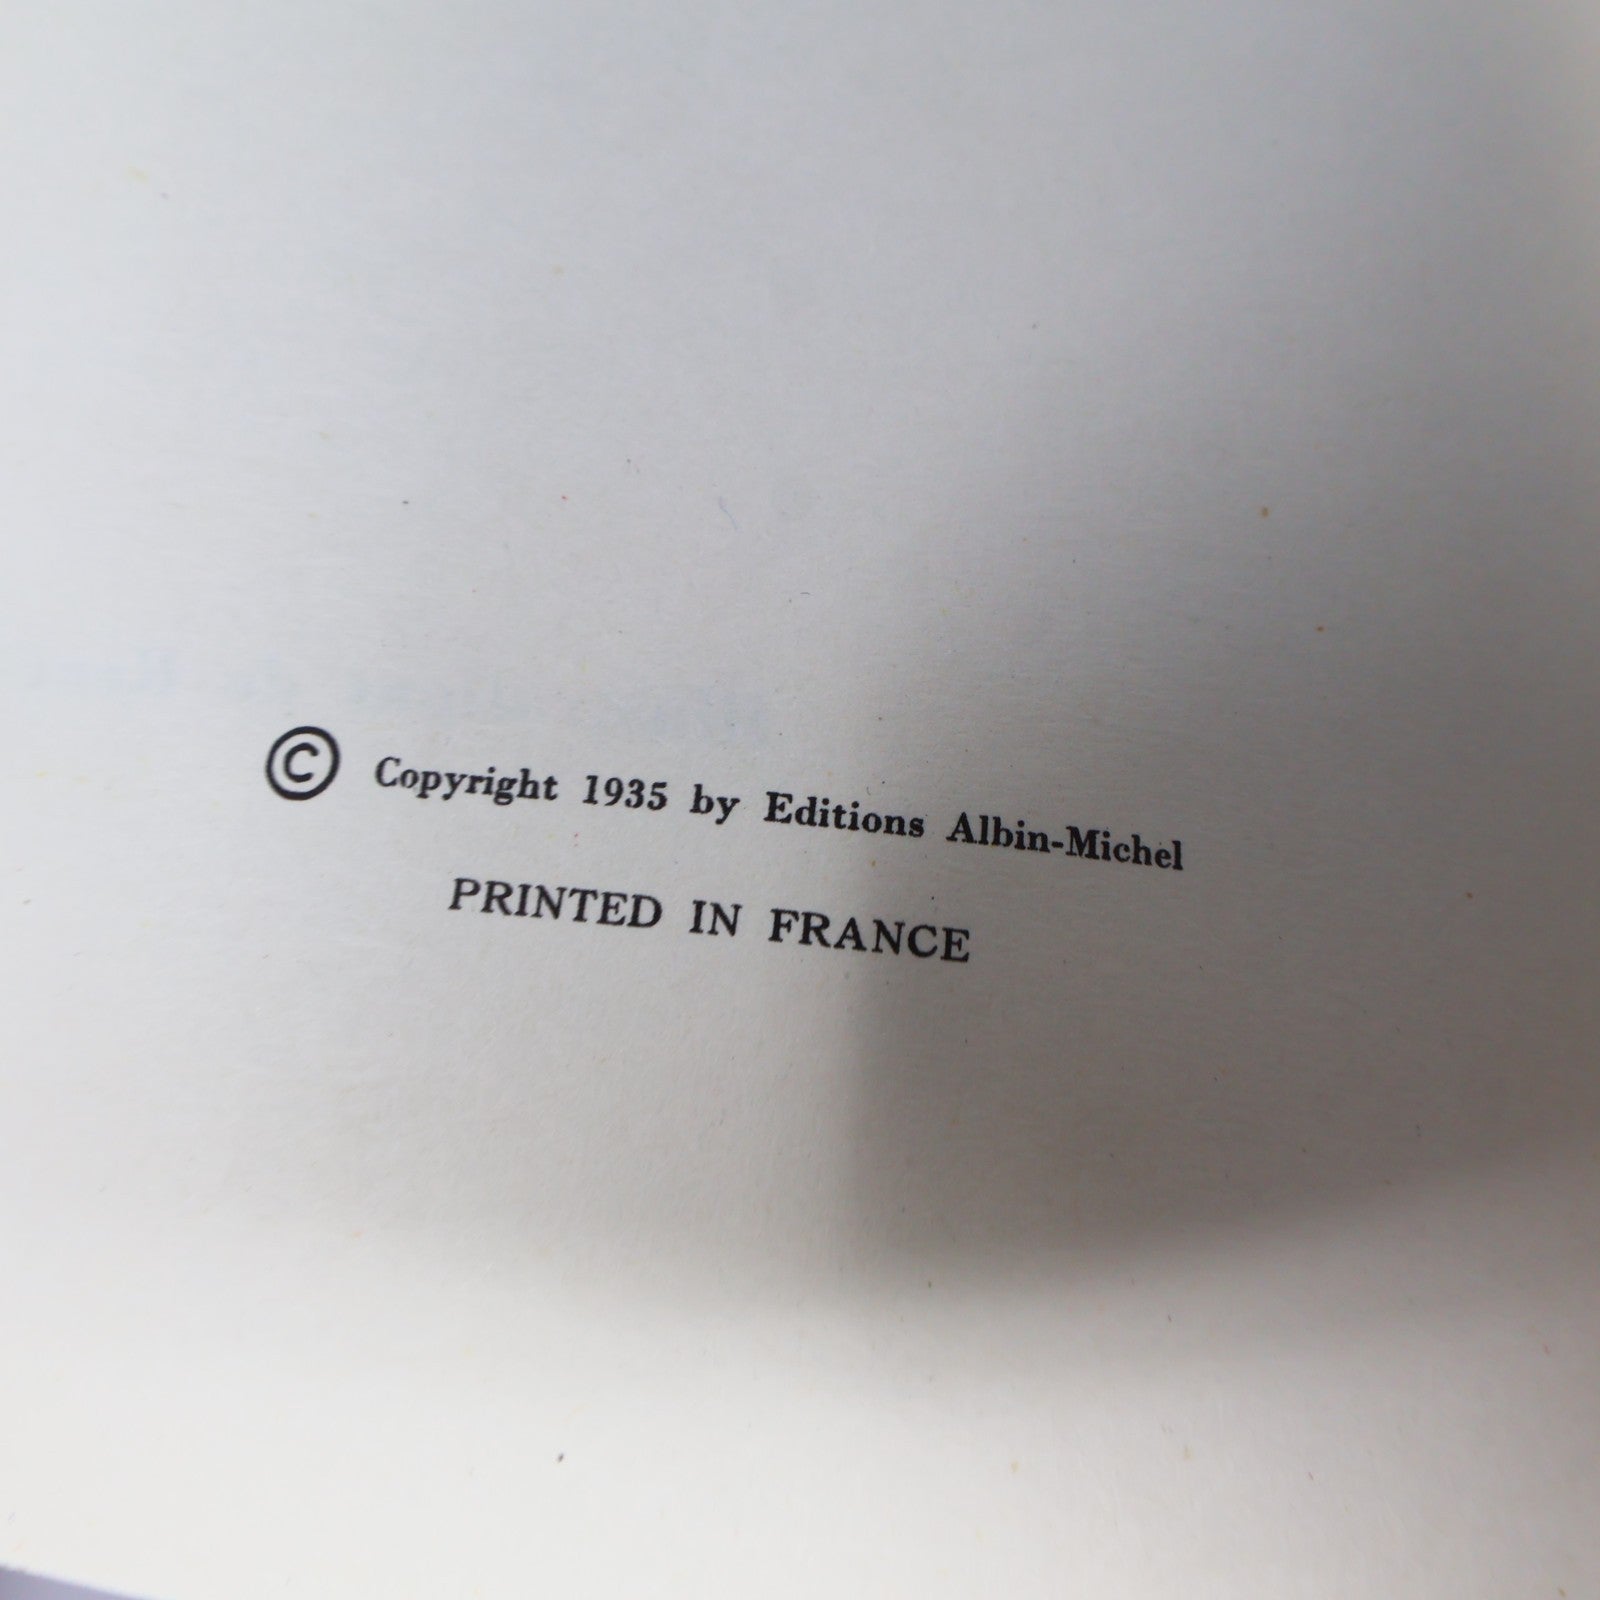 © Copyright 1935 by Editions Albin-Michel
PRINTED IN FRANCE